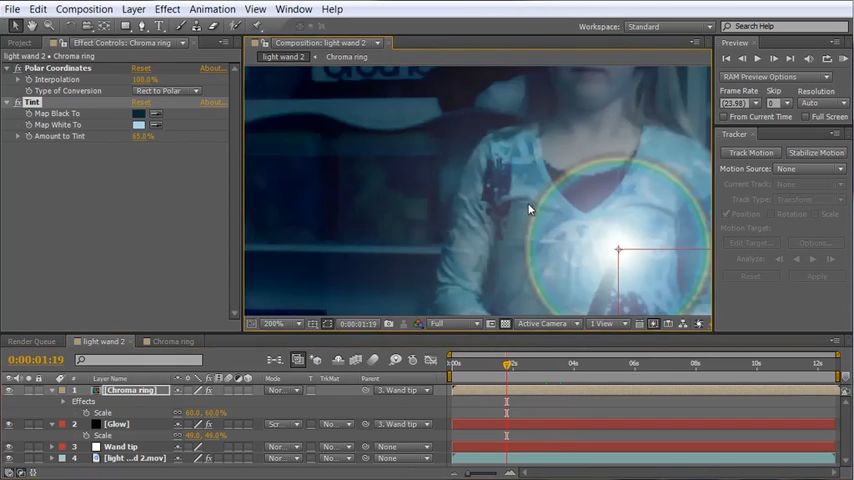 File Edit Composition Layer Effect Animation View Window Help
Workspace: Standard
Search Help
Project Effect Controls: Chroma ring
Composition: light wand 2
Preview
light wand 2 • Chroma ring
light wand 2 Chroma ring
Polar Coordinates Reset About...
Interpolation 100.0%
Type of Conversion Rect to Polar
Tint Reset About...
Map Black To
Map White To
Amount to Tint 65.0%
RAM Preview Options
Frame Rate Skip Resolution
(23.98) 0 Auto
From Current Time Full Screen
Tracker
Track Motion Stabilize Motion
Motion Source: None
Current Track: None
Track Type: Transform
Position Rotation Scale
Motion Target:
Edit Target... Options...
Analyze:
Reset Apply
200% 0:00:01:19 Full Active Camera 1 View
Render Queue light wand 2 Chroma ring
0:00:01:19
:00s 2s 04s 06s 08s 10s 12s
# Layer Name Mode T TrkMat Parent
1 [Chroma ring] Nor... 3. Wand tip
Effects
Scale 60.0, 60.0%
2 [Glow] Scr... No... 3. Wand tip
Scale 49.0, 49.0%
3 Wand tip Nor... No... None
4 [light ...d 2.mov] Nor... No... None